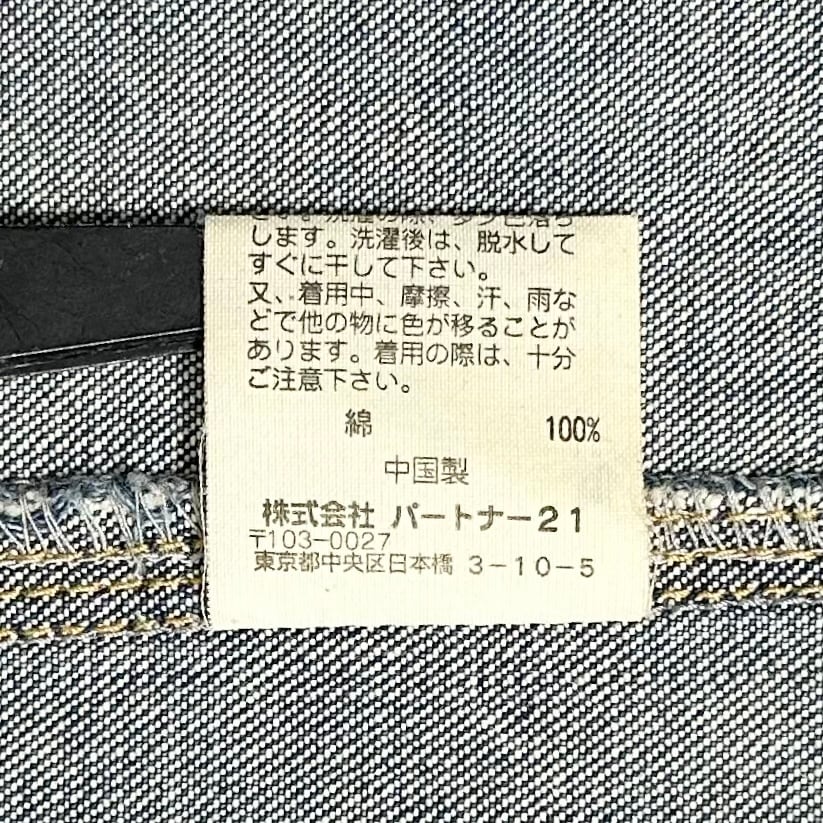 します。洗濯後は、脱水して
すぐに干して下さい。
又、着用中、摩擦、汗、雨な
どで他の物に色が移ることが
あります。着用の際は、十分
ご注意下さい。
綿 100%
中国製
株式会社 パートナー21
〒103-0027
東京都中央区日本橋 3-10-5